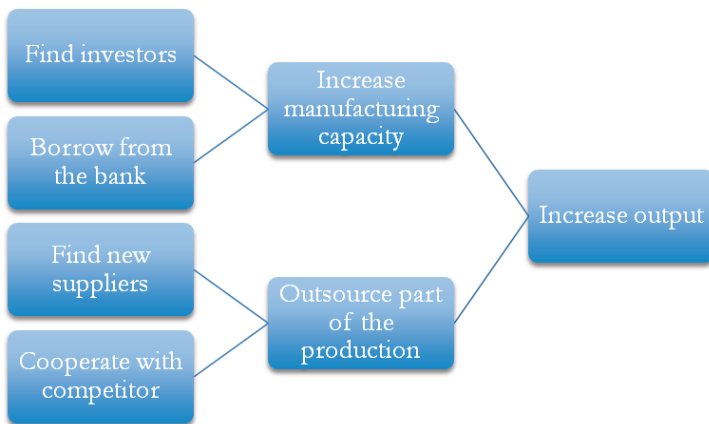 Find investors
Borrow from
the bank
Find new
suppliers
Cooperate with
competitor
Increase
manufacturing
capacity
Outsource part
of the
production
Increase output